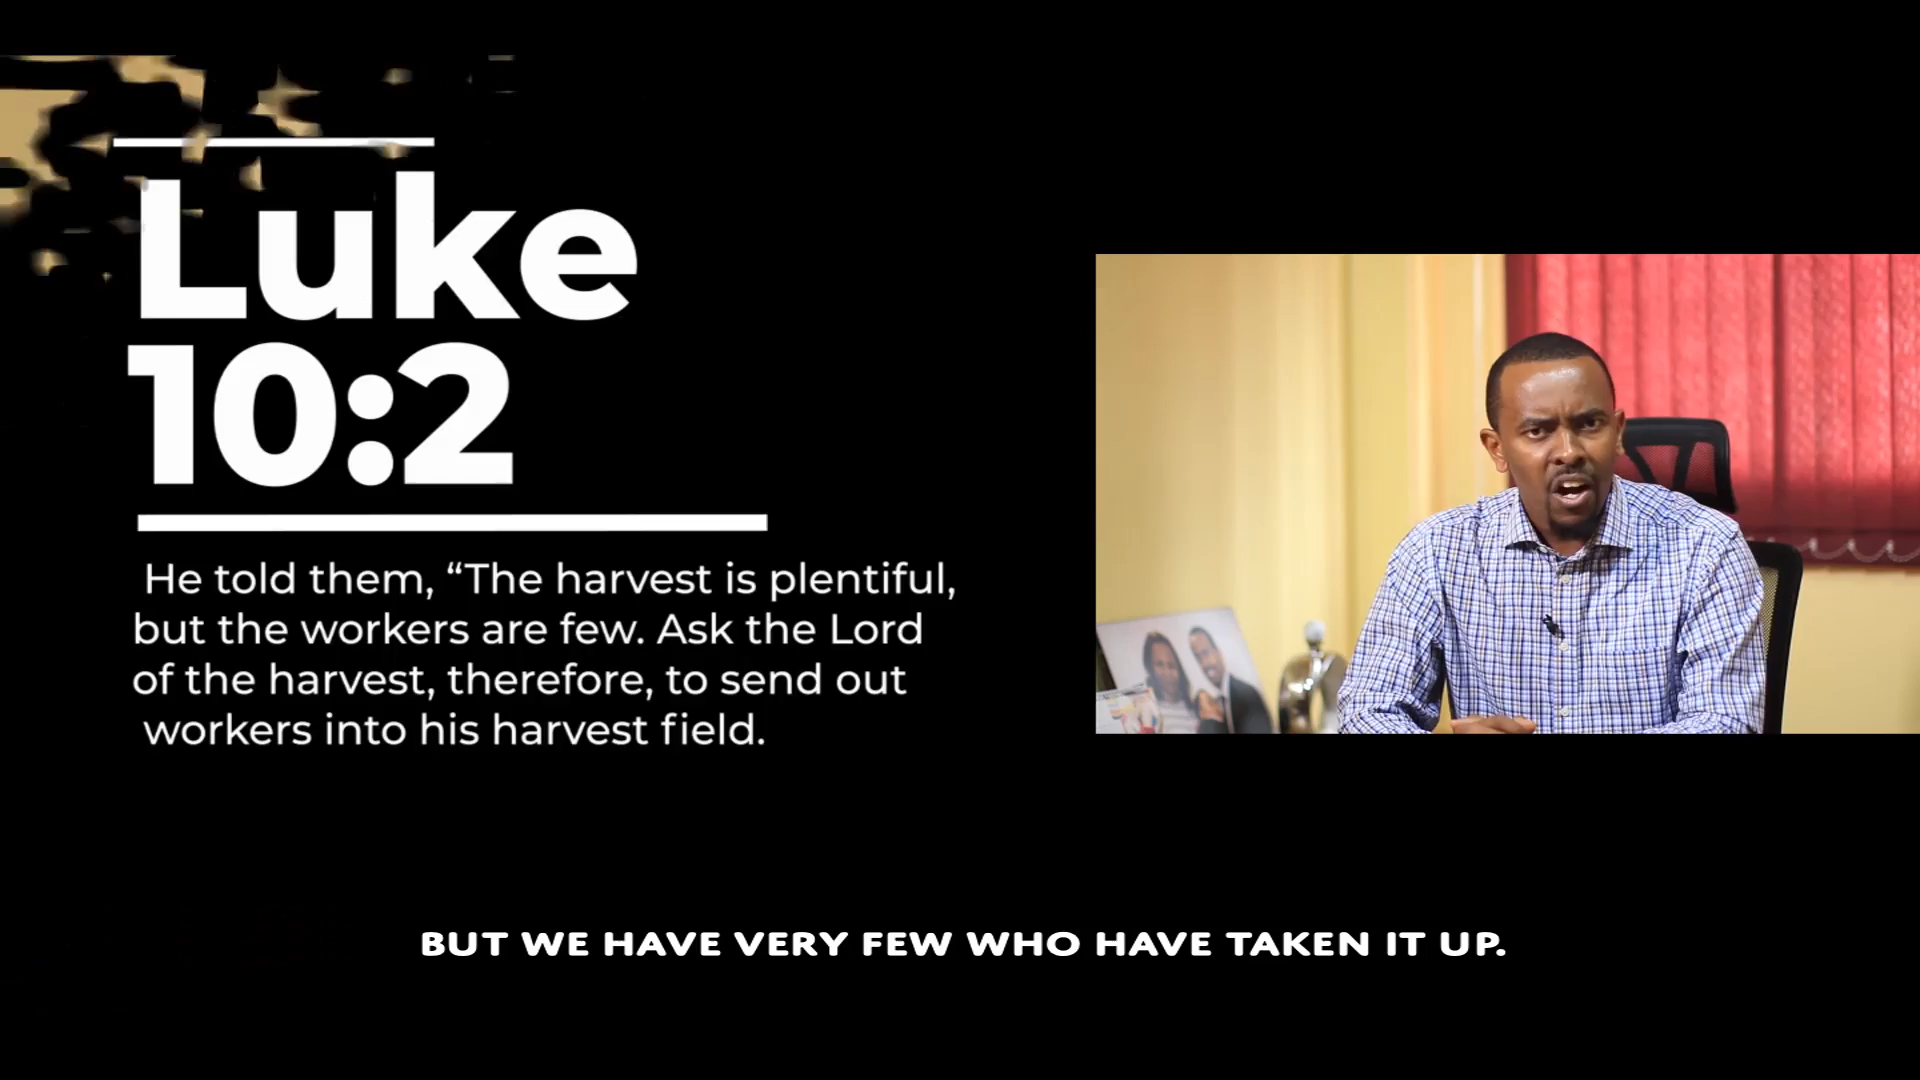 Luke
10:2
He told them, “The harvest is plentiful,
but the workers are few. Ask the Lord
of the harvest, therefore, to send out
workers into his harvest field.
BUT WE HAVE VERY FEW WHO HAVE TAKEN IT UP.